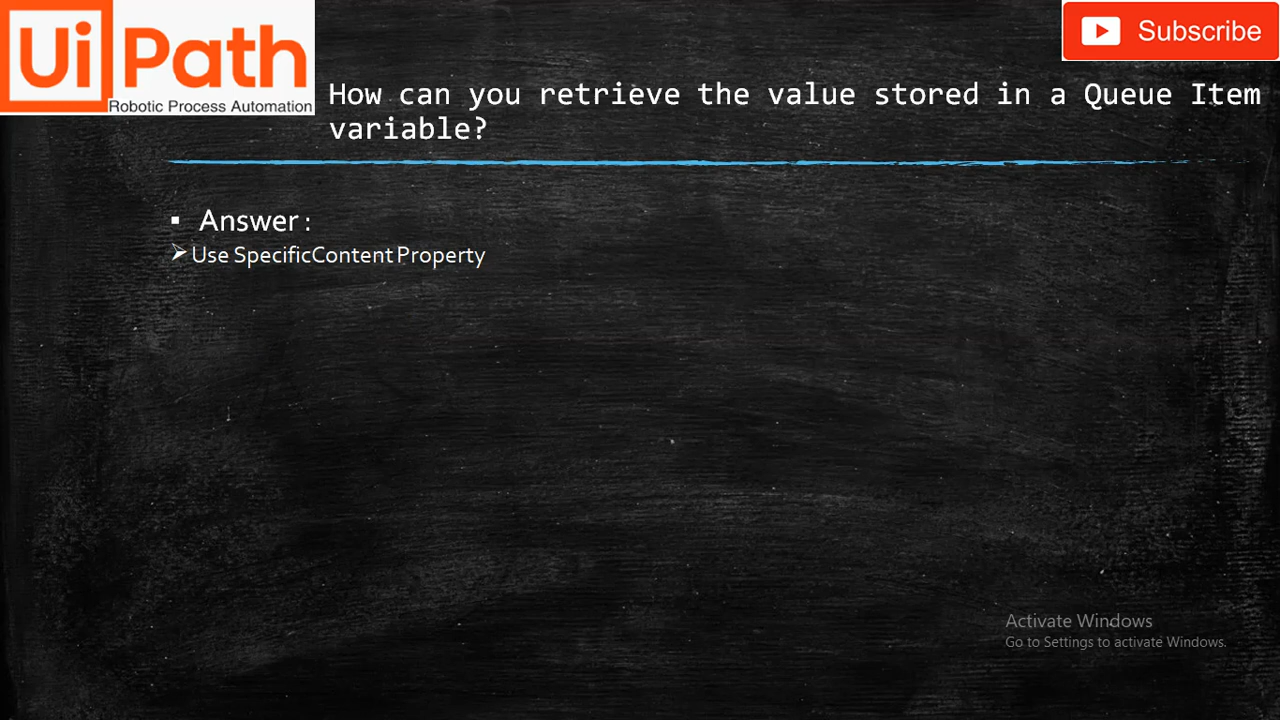 UiPath
Robotic Process Automation
Subscribe
How can you retrieve the value stored in a Queue Item
variable?
Answer :
Use SpecificContent Property
Activate Windows
Go to Settings to activate Windows.